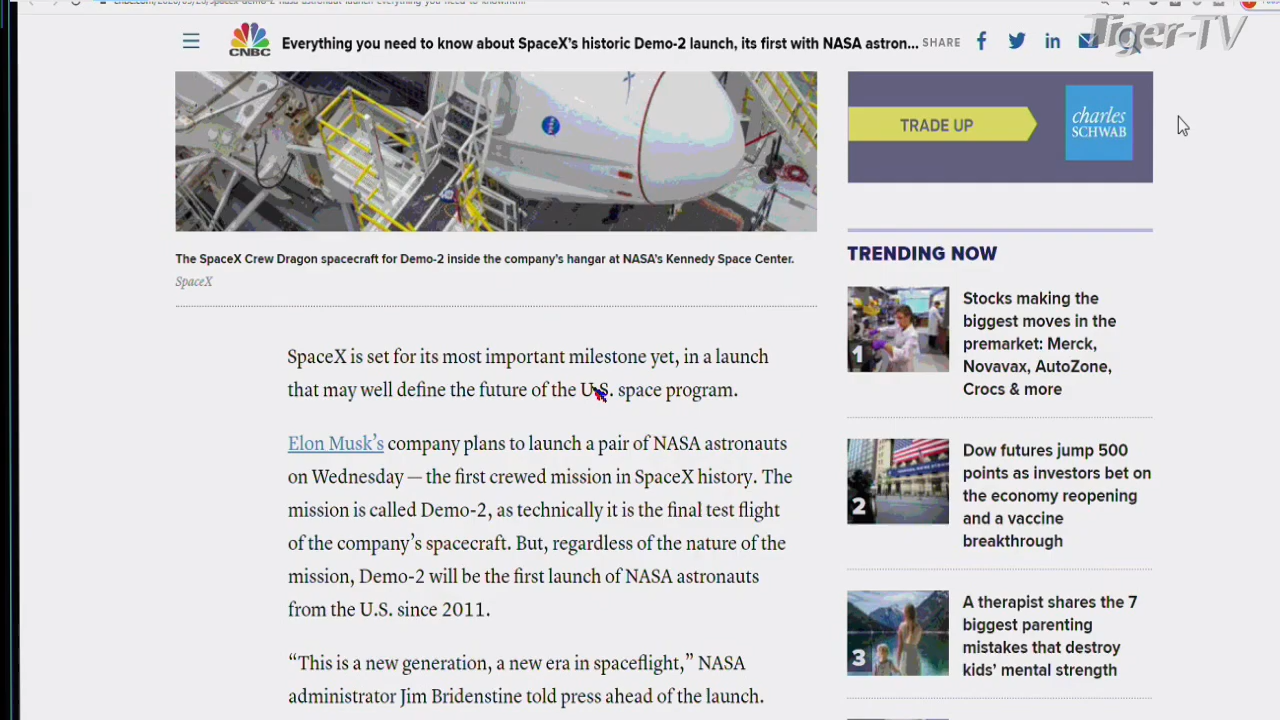 CNBC
Everything you need to know about SpaceX's historic Demo-2 launch, its first with NASA astron...
SHARE
Tiger-TV
TRADE UP
charles
SCHWAB
The SpaceX Crew Dragon spacecraft for Demo-2 inside the company's hangar at NASA's Kennedy Space Center.
SpaceX
SpaceX is set for its most important milestone yet, in a launch
that may well define the future of the U.S. space program.
Elon Musk's company plans to launch a pair of NASA astronauts
on Wednesday — the first crewed mission in SpaceX history. The
mission is called Demo-2, as technically it is the final test flight
of the company's spacecraft. But, regardless of the nature of the
mission, Demo-2 will be the first launch of NASA astronauts
from the U.S. since 2011.
“This is a new generation, a new era in spaceflight,” NASA
administrator Jim Bridenstine told press ahead of the launch.
TRENDING NOW
1
Stocks making the
biggest moves in the
premarket: Merck,
Novavax, AutoZone,
Crocs & more
2
Dow futures jump 500
points as investors bet on
the economy reopening
and a vaccine
breakthrough
3
A therapist shares the 7
biggest parenting
mistakes that destroy
kids' mental strength